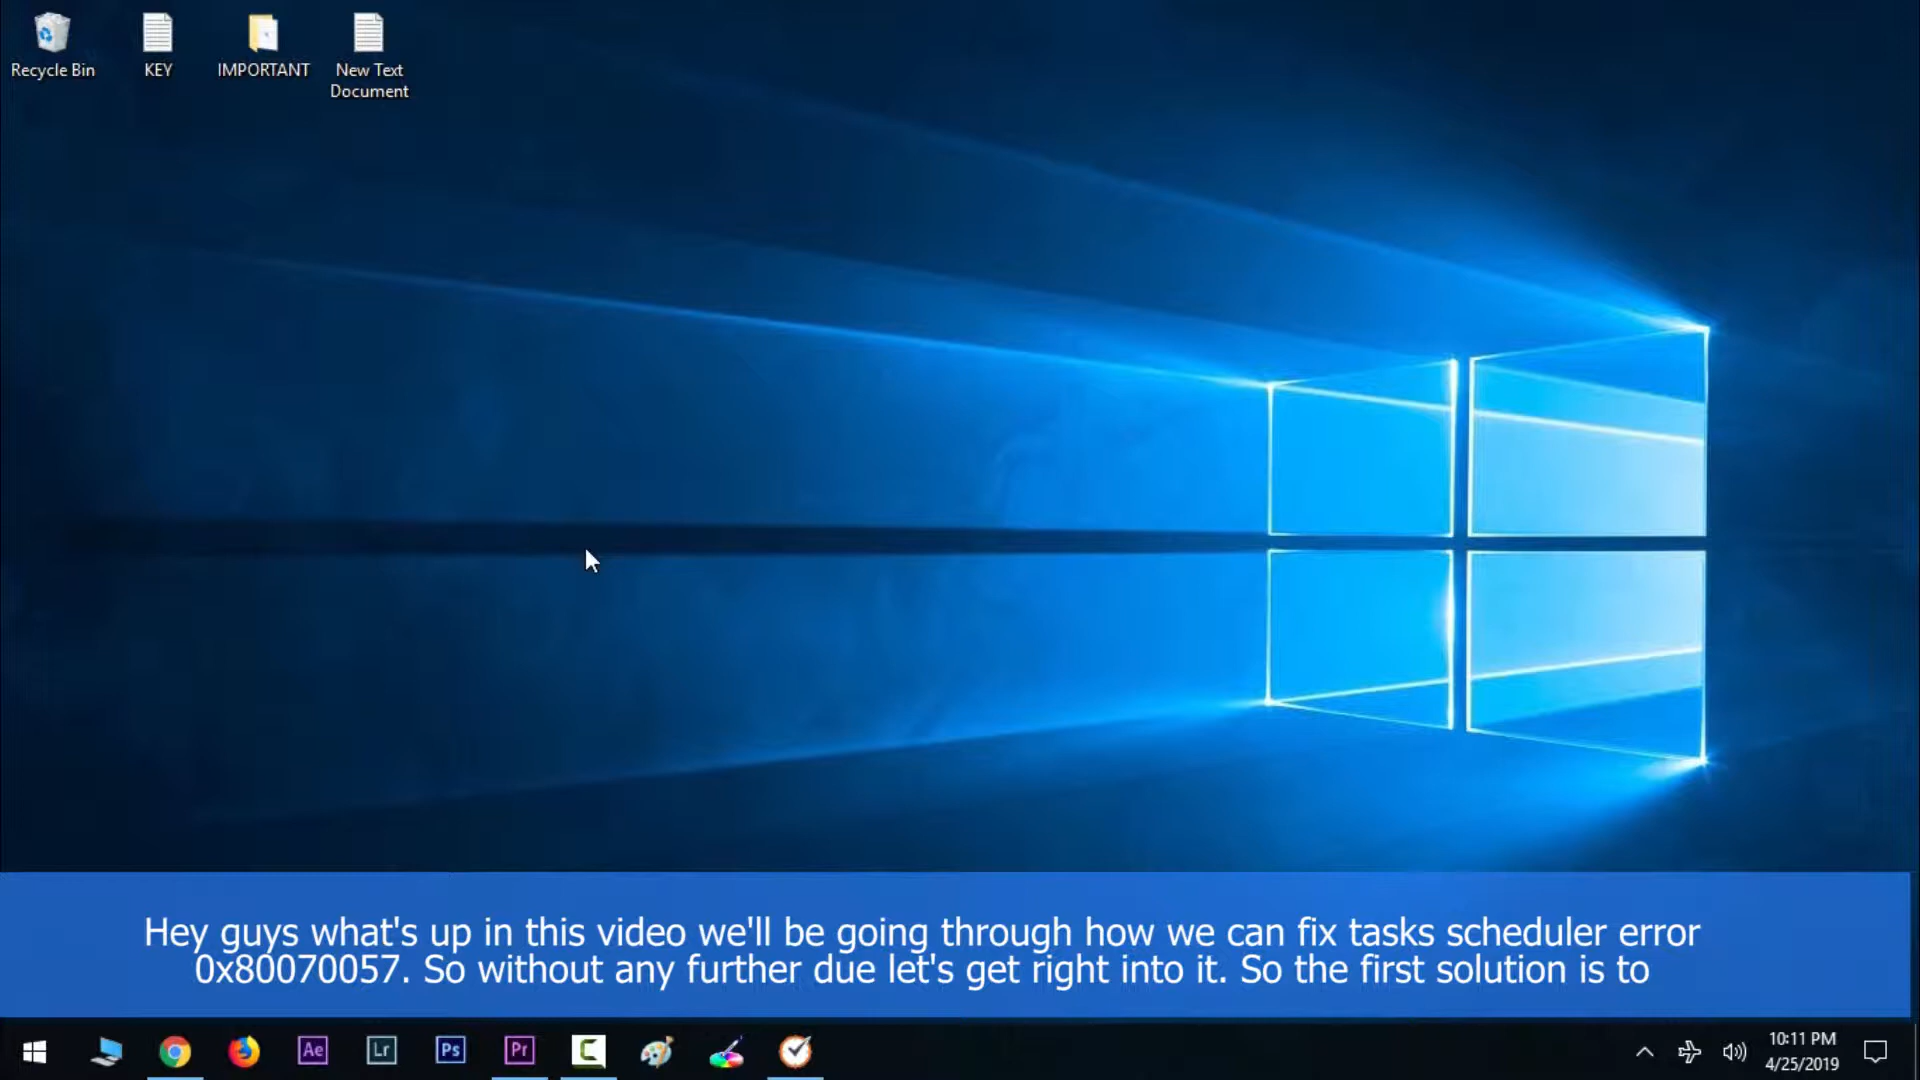 Recycle Bin
KEY
IMPORTANT
New Text
Document
Hey guys what's up in this video we'll be going through how we can fix tasks scheduler error
0x80070057. So without any further due let's get right into it. So the first solution is to
Ae
Lr
Ps
Pr
C
10:11 PM
4/25/2019